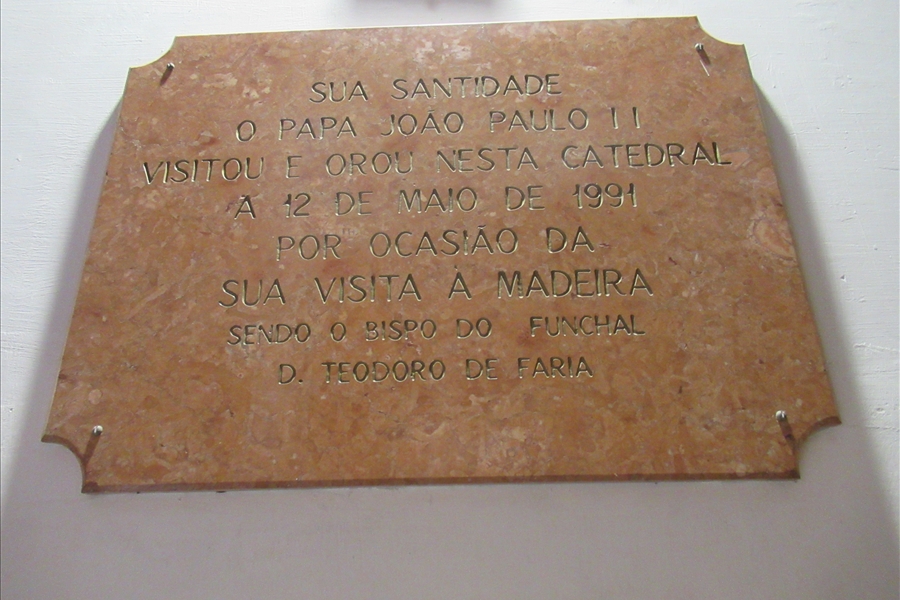 SUA SANTIDADE
O PAPA JOÃO PAULO II
VISITOU E OROU NESTA CATEDRAL
A 12 DE MAIO DE 1991
POR OCASIÃO DA
SUA VISITA À MADEIRA
SENDO O BISPO DO FUNCHAL
D. TEODORO DE FARIA